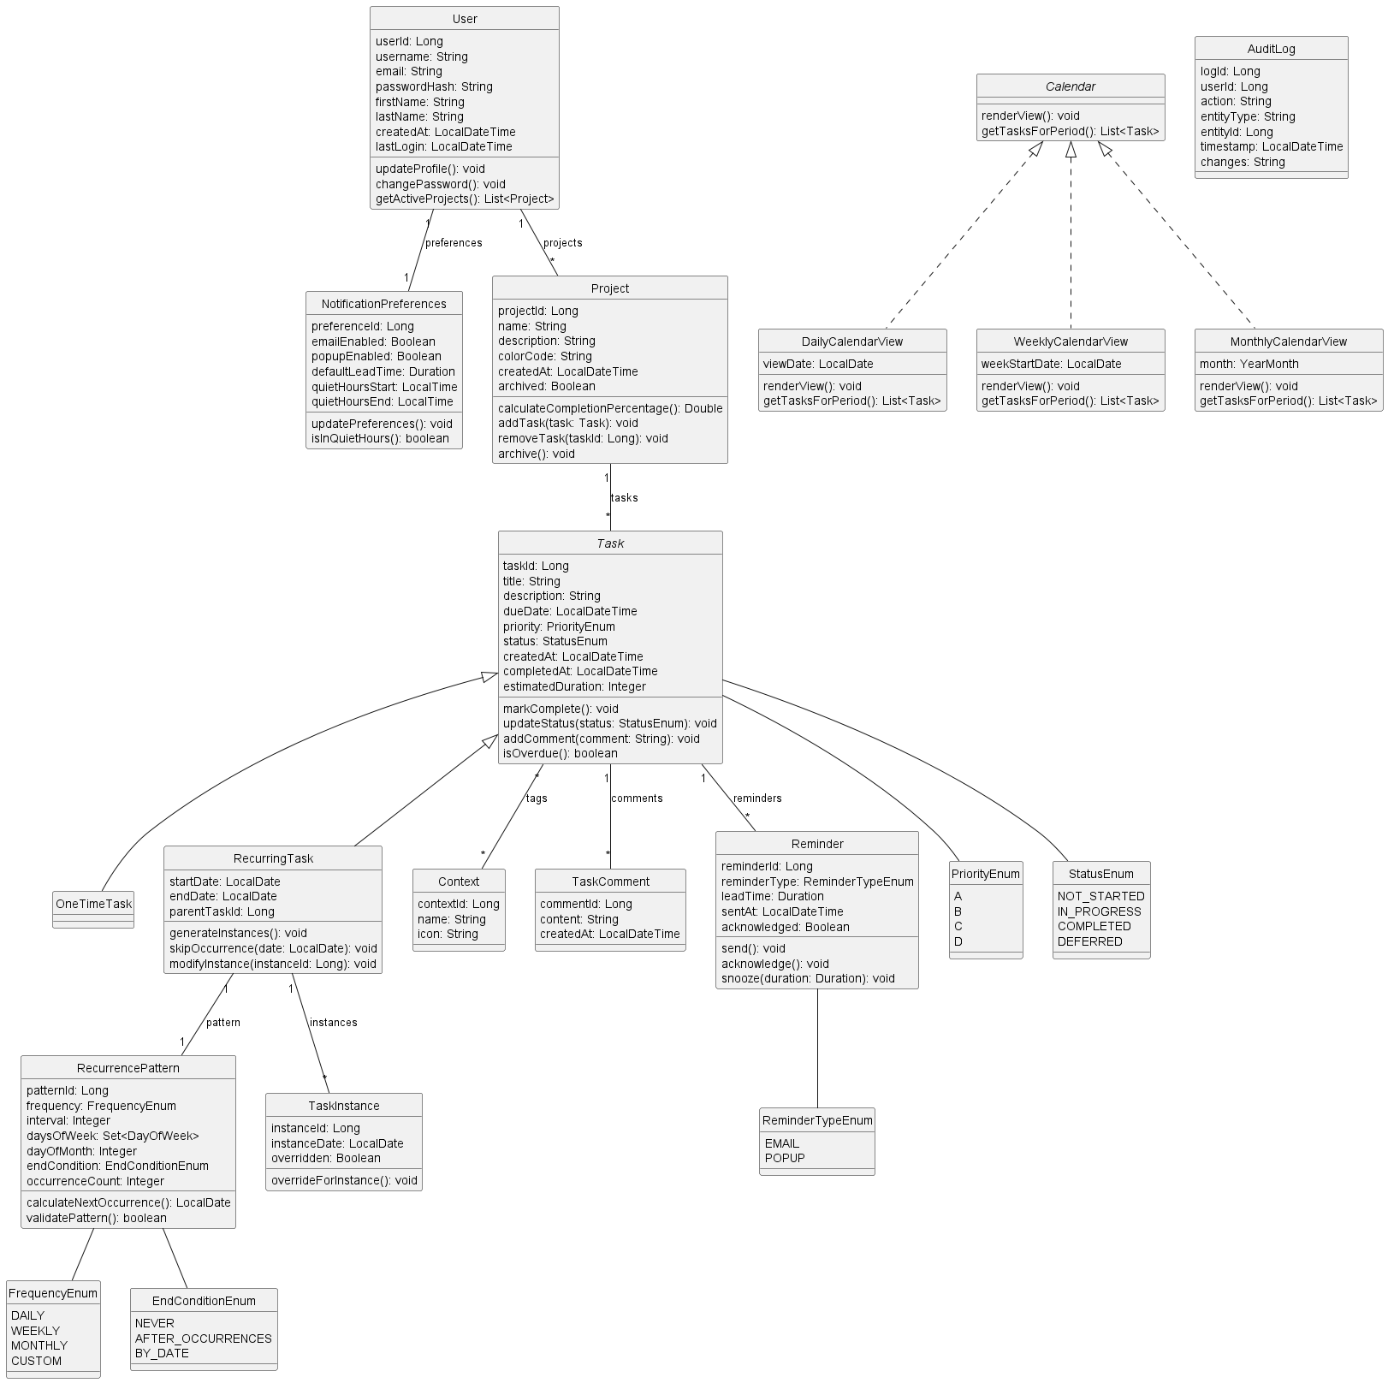 User
userId: Long
username: String
email: String
passwordHash: String
firstName: String
lastName: String
createdAt: LocalDateTime
lastLogin: LocalDateTime
updateProfile(): void
changePassword(): void
getActiveProjects(): List<Project>
Calendar
renderView(): void
getTasksForPeriod(): List<Task>
AuditLog
logId: Long
userId: Long
action: String
entityType: String
entityId: Long
timestamp: LocalDateTime
changes: String
1
preferences
1
1
projects
*
NotificationPreferences
preferenceId: Long
emailEnabled: Boolean
popupEnabled: Boolean
defaultLeadTime: Duration
quietHoursStart: LocalTime
quietHoursEnd: LocalTime
updatePreferences(): void
isInQuietHours(): boolean
Project
projectId: Long
name: String
description: String
colorCode: String
createdAt: LocalDateTime
archived: Boolean
calculateCompletionPercentage(): Double
addTask(task: Task): void
removeTask(taskId: Long): void
archive(): void
DailyCalendarView
viewDate: LocalDate
renderView(): void
getTasksForPeriod(): List<Task>
WeeklyCalendarView
weekStartDate: LocalDate
renderView(): void
getTasksForPeriod(): List<Task>
MonthlyCalendarView
month: YearMonth
renderView(): void
getTasksForPeriod(): List<Task>
1
tasks
*
Task
taskId: Long
title: String
description: String
dueDate: LocalDateTime
priority: PriorityEnum
status: StatusEnum
createdAt: LocalDateTime
completedAt: LocalDateTime
estimatedDuration: Integer
markComplete(): void
updateStatus(status: StatusEnum): void
addComment(comment: String): void
isOverdue(): boolean
*
tags
*
1
comments
*
1
reminders
*
OneTimeTask
RecurringTask
startDate: LocalDate
endDate: LocalDate
parentTaskId: Long
generateInstances(): void
skipOccurrence(date: LocalDate): void
modifyInstance(instanceId: Long): void
Context
contextId: Long
name: String
icon: String
TaskComment
commentId: Long
content: String
createdAt: LocalDateTime
Reminder
reminderId: Long
reminderType: ReminderTypeEnum
leadTime: Duration
sentAt: LocalDateTime
acknowledged: Boolean
send(): void
acknowledge(): void
snooze(duration: Duration): void
PriorityEnum
A
B
C
D
StatusEnum
NOT_STARTED
IN_PROGRESS
COMPLETED
DEFERRED
1
pattern
1
1
instances
*
RecurrencePattern
patternId: Long
frequency: FrequencyEnum
interval: Integer
daysOfWeek: Set<DayOfWeek>
dayOfMonth: Integer
endCondition: EndConditionEnum
occurrenceCount: Integer
calculateNextOccurrence(): LocalDate
validatePattern(): boolean
TaskInstance
instanceId: Long
instanceDate: LocalDate
overridden: Boolean
overrideForInstance(): void
ReminderTypeEnum
EMAIL
POPUP
FrequencyEnum
DAILY
WEEKLY
MONTHLY
CUSTOM
EndConditionEnum
NEVER
AFTER_OCCURRENCES
BY_DATE